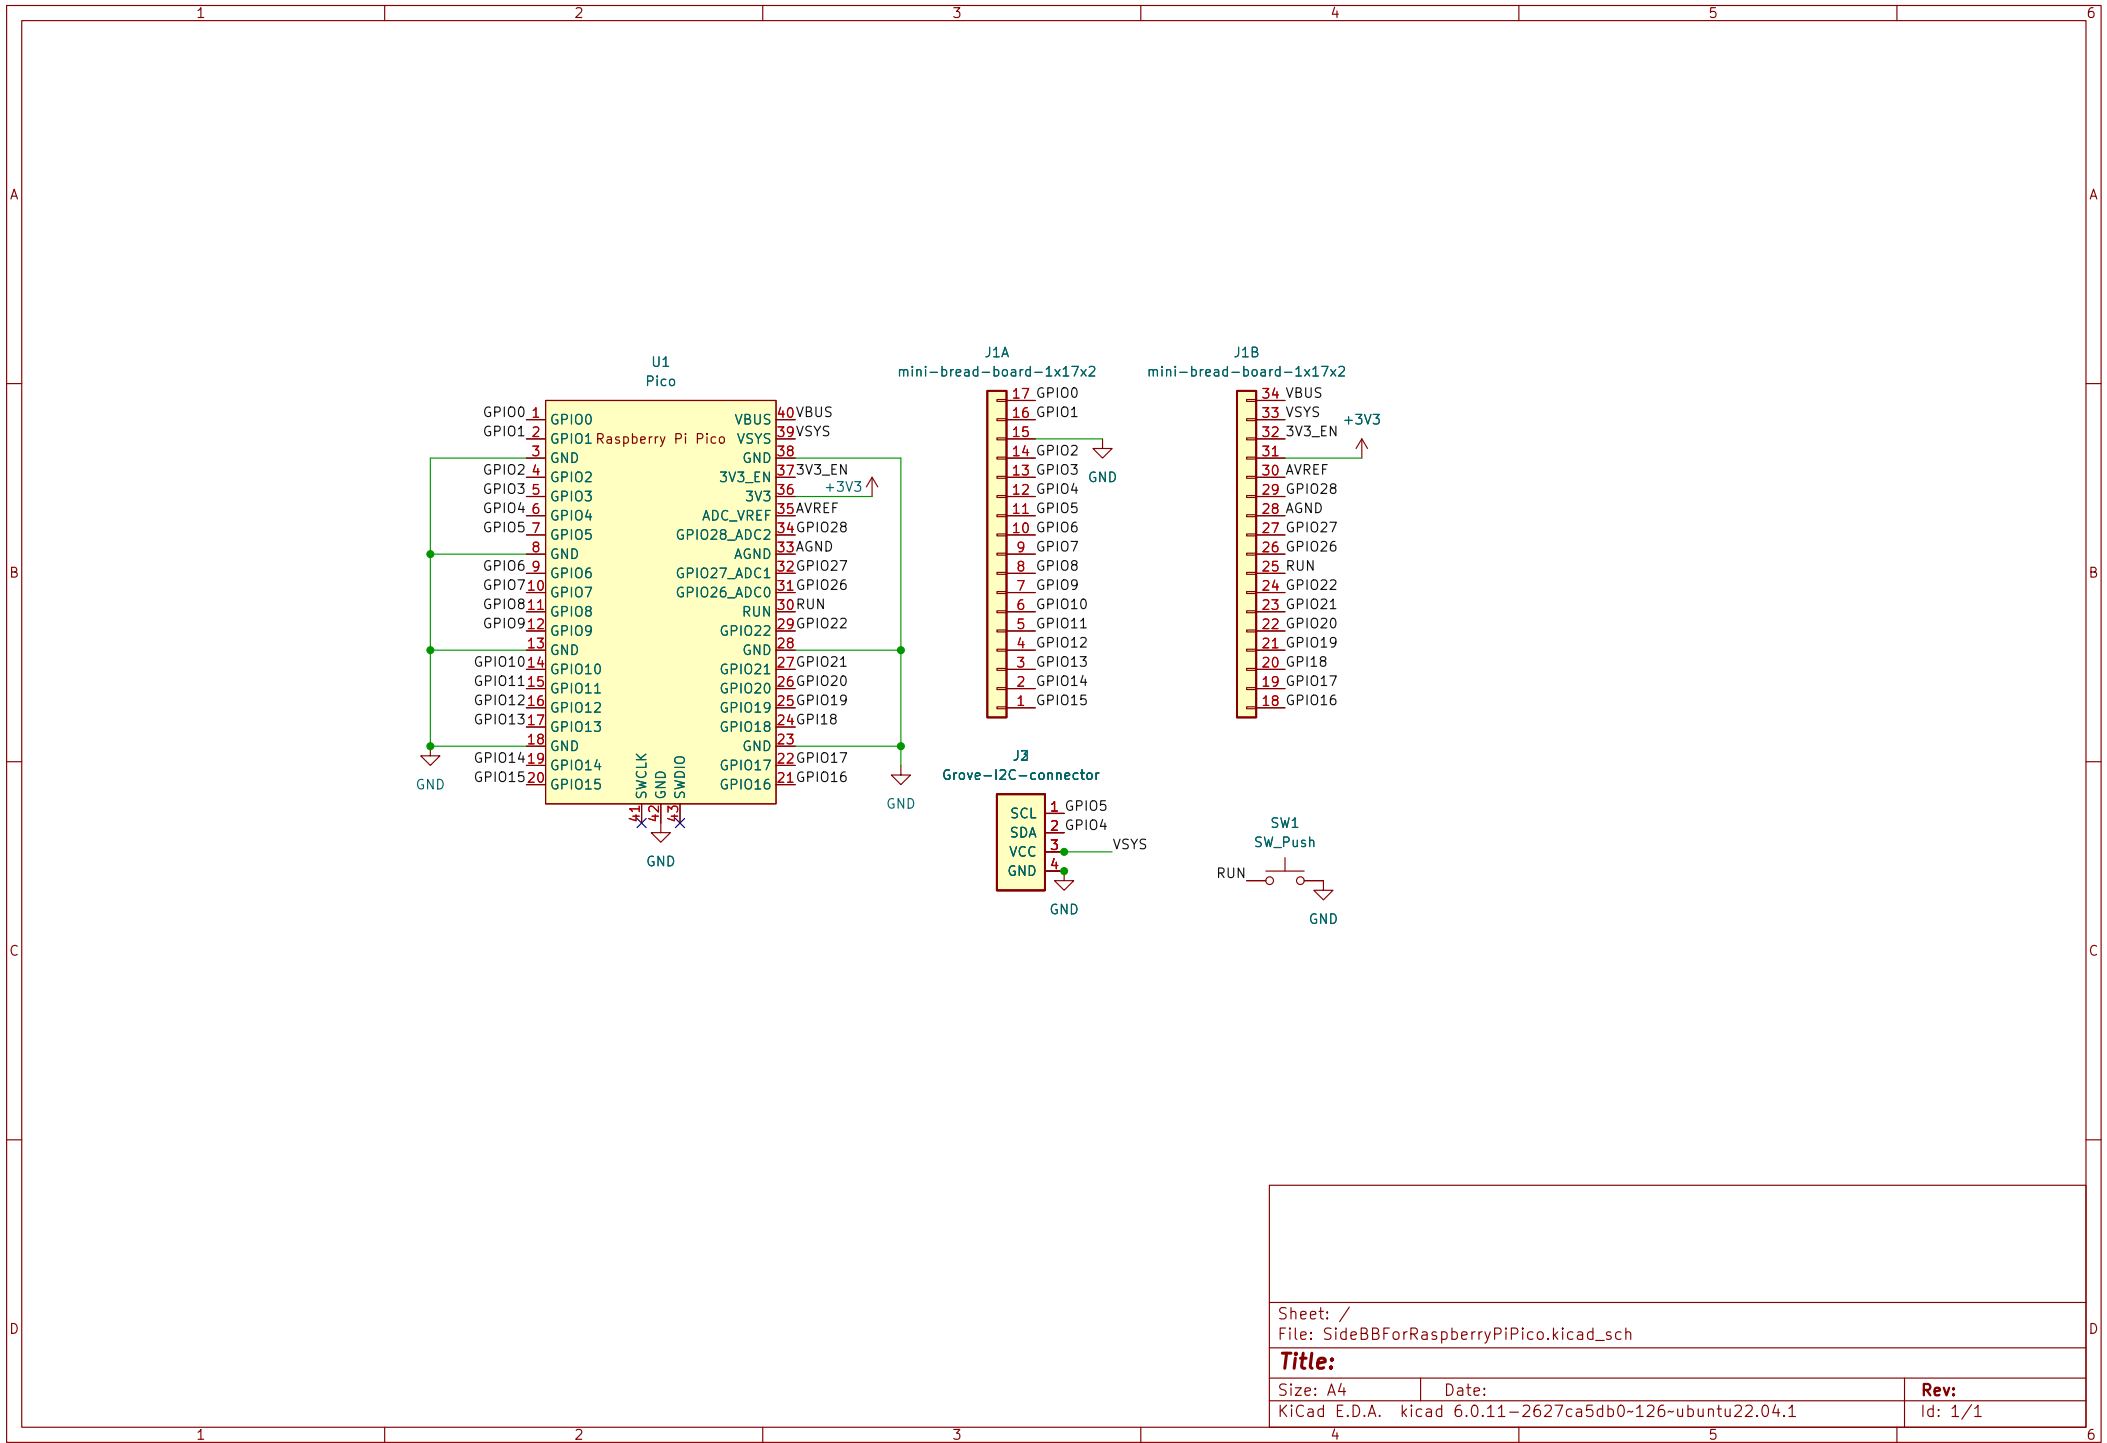 1 2 3 4 5 6
A A
B B
C C
D D
U1
Pico
Raspberry Pi Pico
GPIO0 1 GPIO0
GPIO1 2 GPIO1
3 GND
GPIO2 4 GPIO2
GPIO3 5 GPIO3
GPIO4 6 GPIO4
GPIO5 7 GPIO5
8 GND
GPIO6 9 GPIO6
GPIO7 10 GPIO7
GPIO8 11 GPIO8
GPIO9 12 GPIO9
13 GND
GPIO10 14 GPIO10
GPIO11 15 GPIO11
GPIO12 16 GPIO12
GPIO13 17 GPIO13
18 GND
GPIO14 19 GPIO14
GPIO15 20 GPIO15
GND
VBUS 40 VBUS
VSYS 39 VSYS
GND 38
3V3_EN 37 3V3_EN
3V3 36 +3V3
ADC_VREF 35 AVREF
GPIO28_ADC2 34 GPIO28
AGND 33 AGND
GPIO27_ADC1 32 GPIO27
GPIO26_ADC0 31 GPIO26
RUN 30 RUN
GPIO22 29 GPIO22
GND 28
GPIO21 27 GPIO21
GPIO20 26 GPIO20
GPIO19 25 GPIO19
GPIO18 24 GPI18
GND 23
GPIO17 22 GPIO17
GPIO16 21 GPIO16
GND
SWCLK 41
GND 42
SWDIO 43
GND
J1A
mini-bread-board-1x17x2
17 GPIO0
16 GPIO1
15
GND
14 GPIO2
13 GPIO3
12 GPIO4
11 GPIO5
10 GPIO6
9 GPIO7
8 GPIO8
7 GPIO9
6 GPIO10
5 GPIO11
4 GPIO12
3 GPIO13
2 GPIO14
1 GPIO15
J1B
mini-bread-board-1x17x2
34 VBUS
33 VSYS
32 3V3_EN
31 +3V3
30 AVREF
29 GPIO28
28 AGND
27 GPIO27
26 GPIO26
25 RUN
24 GPIO22
23 GPIO21
22 GPIO20
21 GPIO19
20 GPI18
19 GPIO17
18 GPIO16
Grove-I2C-connector
SCL 1 GPIO5
SDA 2 GPIO4
VCC 3 VSYS
GND 4
GND
SW1
SW_Push
RUN
GND
Sheet: /
File: SideBBForRaspberryPiPico.kicad_sch
Title:
Size: A4 Date: Rev:
KiCad E.D.A. kicad 6.0.11-2627ca5db0~126~ubuntu22.04.1 Id: 1/1
1 2 3 4 5 6